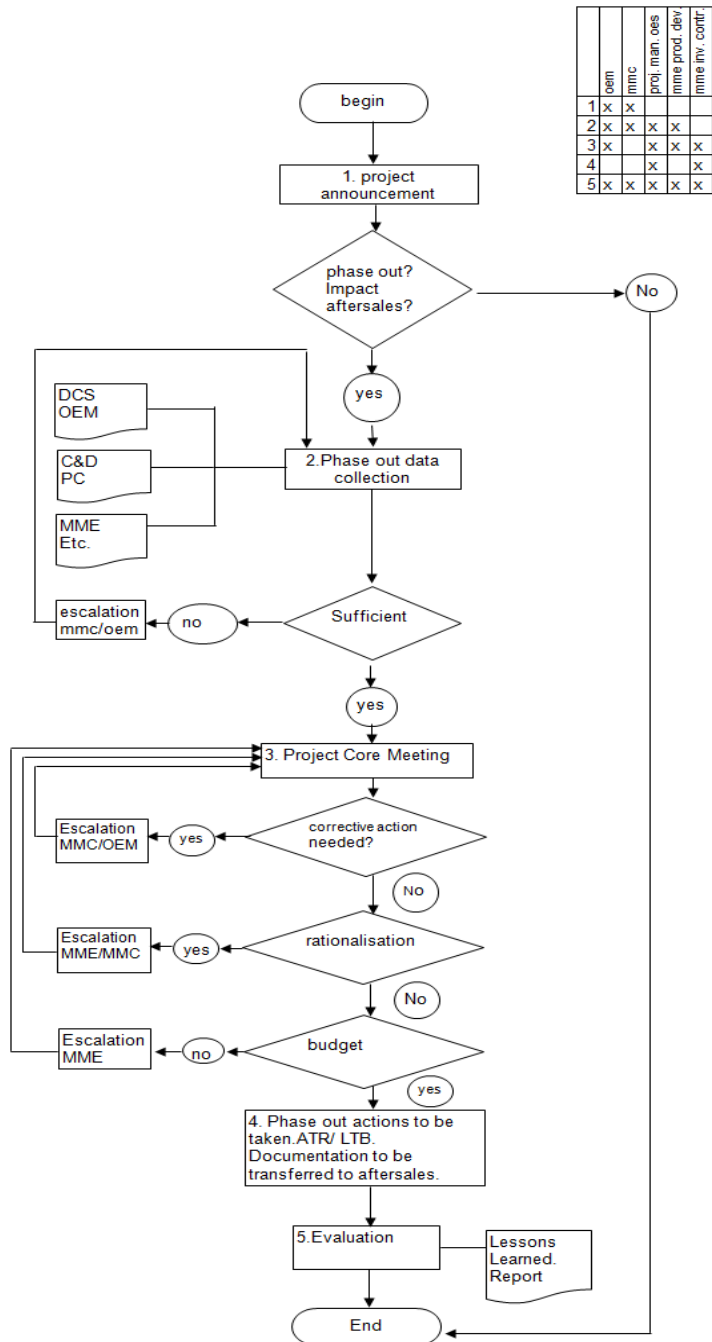 oem
mmc
proj. man. oes
mme prod. dev.
mme inv. contr.
1 x x
2 x x x x
3 x x x x
4 x x
5 x x x x x
begin
1. project
announcement
phase out?
Impact
aftersales?
No
yes
DCS
OEM
C&D
PC
MME
Etc.
2.Phase out data
collection
Sufficient
no
escalation
mmc/oem
yes
3. Project Core Meeting
corrective action
needed?
yes
Escalation
MMC/OEM
No
rationalisation
yes
Escalation
MME/MMC
No
budget
no
Escalation
MME
yes
4. Phase out actions to be
taken.ATR/ LTB.
Documentation to be
transferred to aftersales.
5.Evaluation
Lessons
Learned.
Report
End